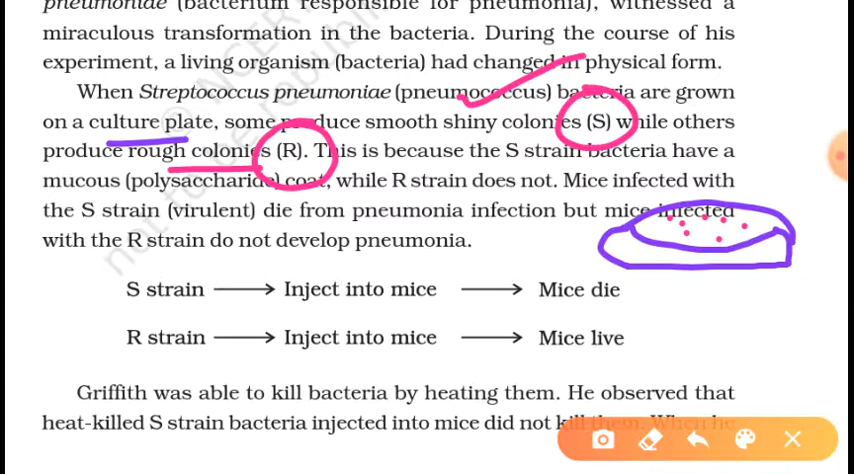 pneumoniae (bacterium responsible for pneumonia), witnessed a
miraculous transformation in the bacteria. During the course of his
experiment, a living organism (bacteria) had changed in physical form.
When Streptococcus pneumoniae (pneumococcus) bacteria are grown
on a culture plate, some produce smooth shiny colonies (S) while others
produce rough colonies (R). This is because the S strain bacteria have a
mucous (polysaccharide) coat, while R strain does not. Mice infected with
the S strain (virulent) die from pneumonia infection but mice infected
with the R strain do not develop pneumonia.
S strain → Inject into mice → Mice die
R strain → Inject into mice → Mice live
Griffith was able to kill bacteria by heating them. He observed that
heat-killed S strain bacteria injected into mice did not kill them. When he